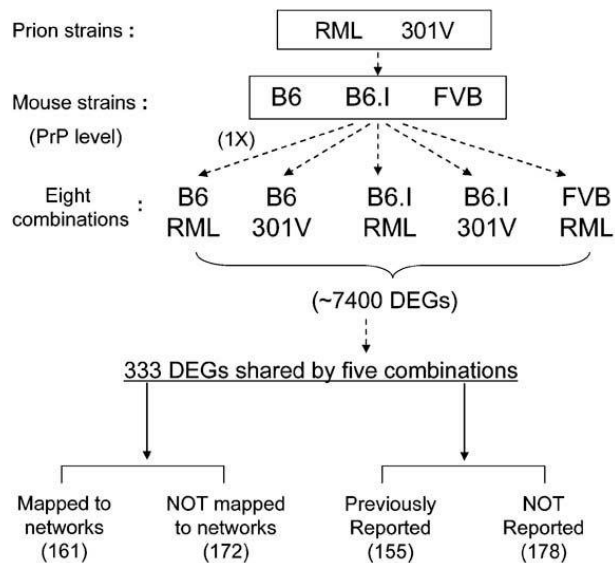 Prion strains : RML 301V
Mouse strains : B6 B6.I FVB
(PrP level) (1X)
Eight combinations : B6 B6 B6.I B6.I FVB
RML 301V RML 301V RML
(~7400 DEGs)
333 DEGs shared by five combinations
Mapped to NOT mapped Previously NOT
networks to networks Reported Reported
(161) (172) (155) (178)